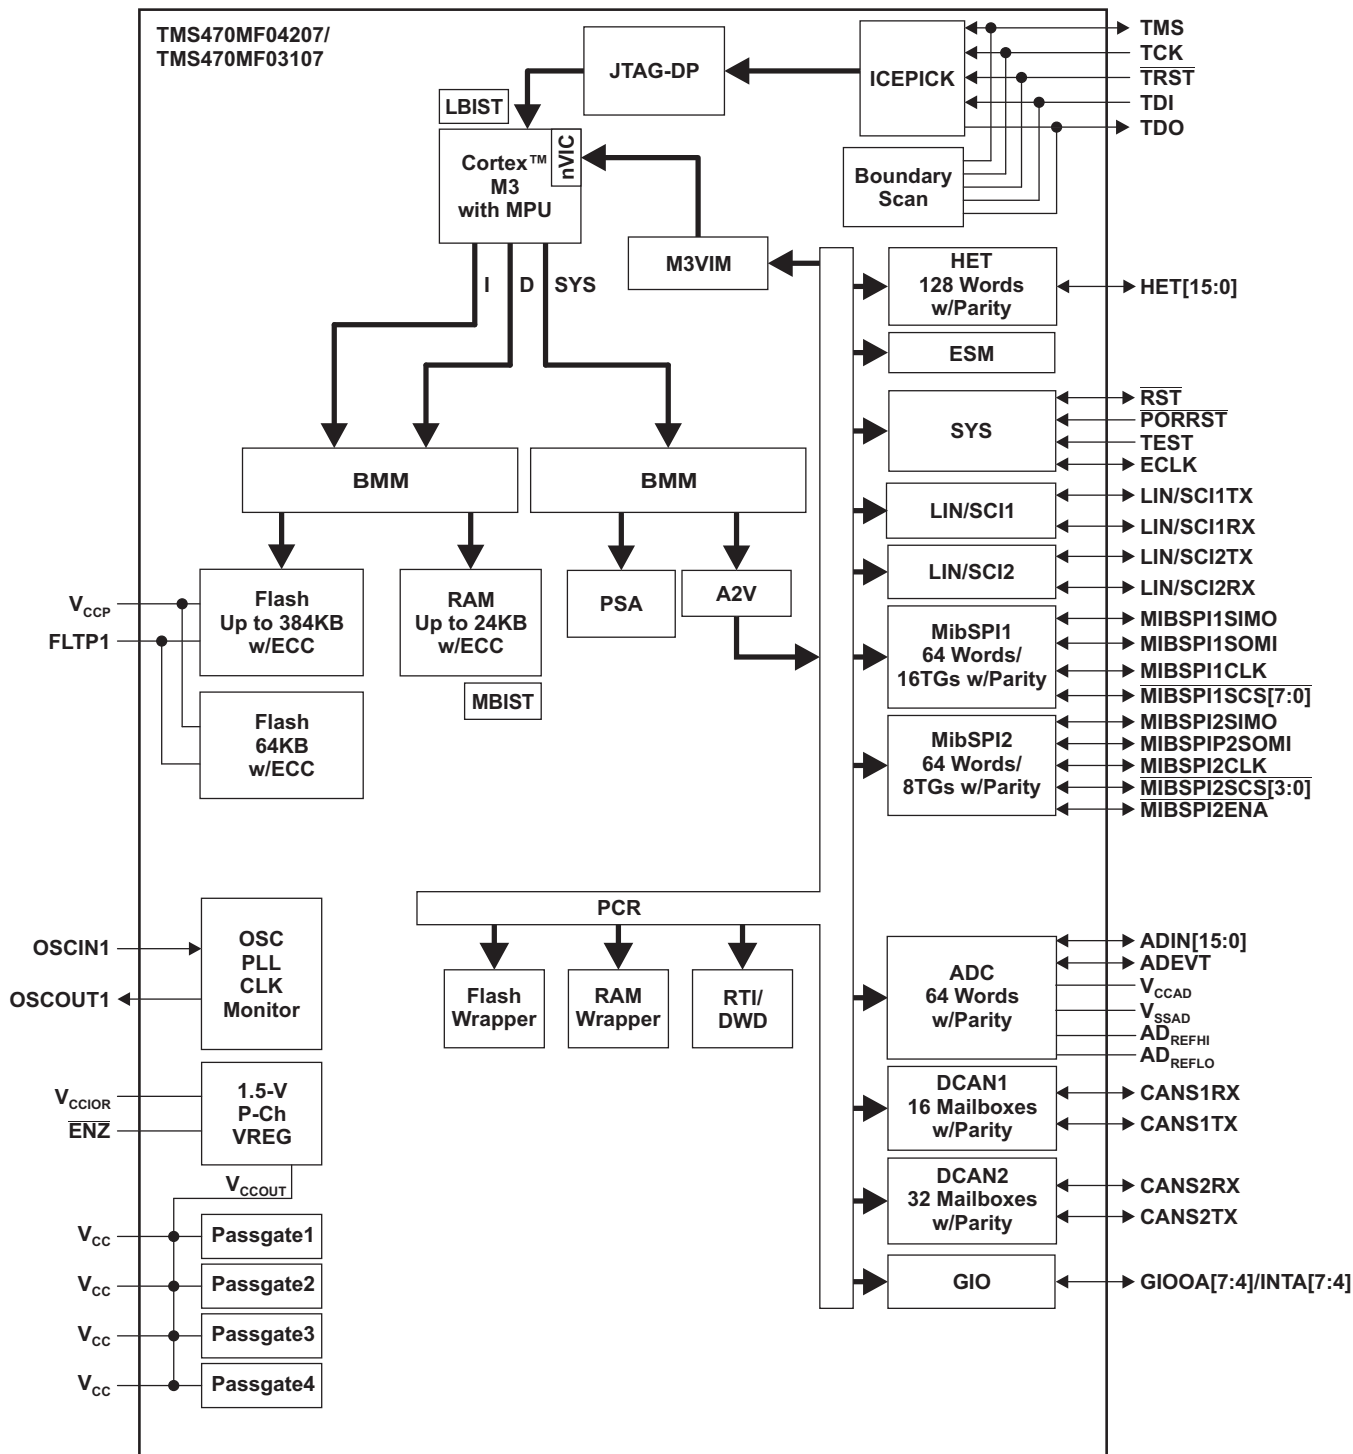 TMS470MF04207/
TMS470MF03107
JTAG-DP
ICEPICK
TMS
TCK
TRST
TDI
TDO
LBIST
Cortex™
M3
with MPU
nVIC
Boundary
Scan
M3VIM
I
D
SYS
HET
128 Words
w/Parity
HET[15:0]
ESM
SYS
RST
PORRST
TEST
ECLK
BMM
BMM
LIN/SCI1
LIN/SCI1TX
LIN/SCI1RX
LIN/SCI2
LIN/SCI2TX
LIN/SCI2RX
VCCP
FLTP1
Flash
Up to 384KB
w/ECC
RAM
Up to 24KB
w/ECC
PSA
A2V
MibSPI1
64 Words/
16TGs w/Parity
MIBSPI1SIMO
MIBSPI1SOMI
MIBSPI1CLK
MIBSPI1SCS[7:0]
MBIST
Flash
64KB
w/ECC
MibSPI2
64 Words/
8TGs w/Parity
MIBSPI2SIMO
MIBSPIP2SOMI
MIBSPI2CLK
MIBSPI2SCS[3:0]
MIBSPI2ENA
PCR
OSCIN1
OSCOUT1
OSC
PLL
CLK
Monitor
Flash
Wrapper
RAM
Wrapper
RTI/
DWD
ADC
64 Words
w/Parity
ADIN[15:0]
ADEVT
VCCAD
VSSAD
ADREFHI
ADREFLO
VCCIOR
ENZ
1.5-V
P-Ch
VREG
VCCOUT
DCAN1
16 Mailboxes
w/Parity
CANS1RX
CANS1TX
DCAN2
32 Mailboxes
w/Parity
CANS2RX
CANS2TX
VCC
Passgate1
VCC
Passgate2
VCC
Passgate3
VCC
Passgate4
GIO
GIOOA[7:4]/INTA[7:4]